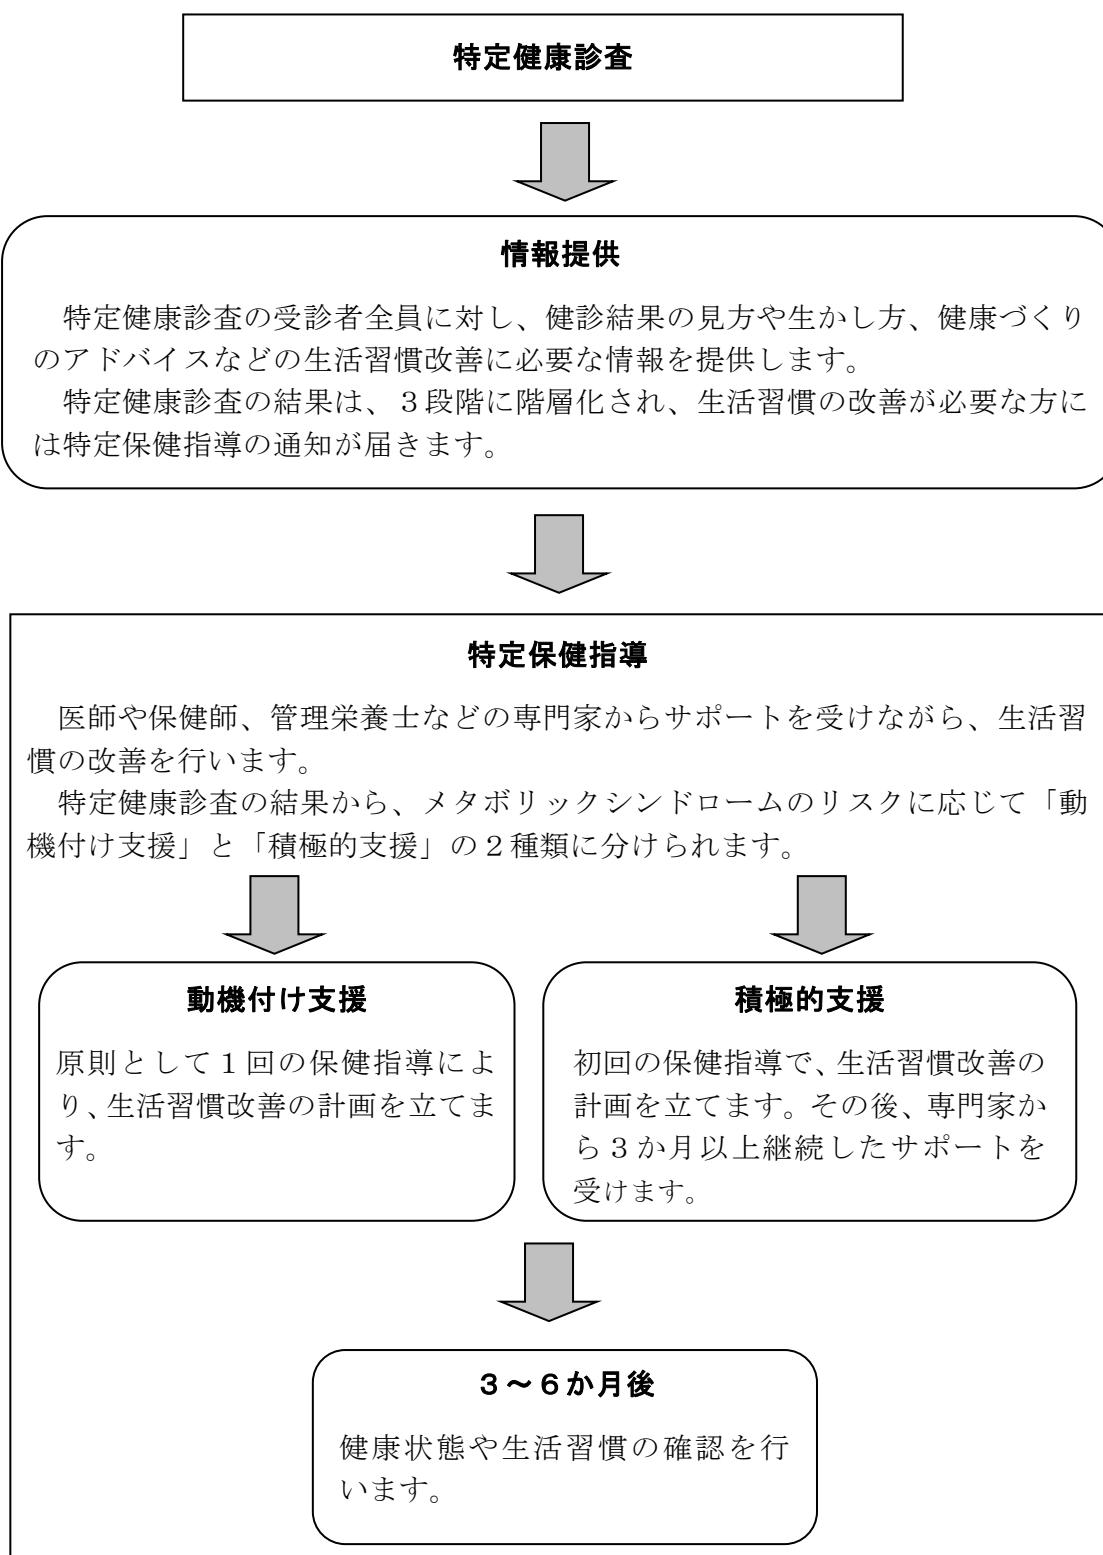 特定健康診査
情報提供
特定健康診査の受診者全員に対し、健診結果の見方や生かし方、健康づくり
のアドバイスなどの生活習慣改善に必要な情報を提供します。
特定健康診査の結果は、３段階に階層化され、生活習慣の改善が必要な方に
は特定保健指導の通知が届きます。
特定保健指導
医師や保健師、管理栄養士などの専門家からサポートを受けながら、生活習
慣の改善を行います。
特定健康診査の結果から、メタボリックシンドロームのリスクに応じて「動
機付け支援」と「積極的支援」の２種類に分けられます。
動機付け支援
原則として１回の保健指導によ
り、生活習慣改善の計画を立てま
す。
積極的支援
初回の保健指導で、生活習慣改善の
計画を立てます。その後、専門家か
ら３か月以上継続したサポートを
受けます。
３～６か月後
健康状態や生活習慣の確認を行
います。